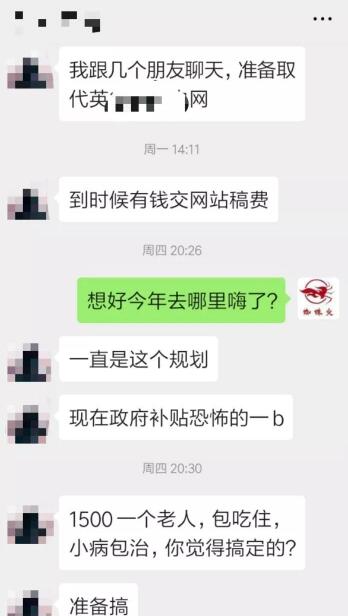 我跟几个朋友聊天，准备取
代英 网
周一 14:11
到时候有钱交网站稿费
周四 20:26
想好今年去哪里嗨了?
蜘蛛火
一直是这个规划
现在政府补贴恐怖的一b
周四 20:30
1500一个老人，包吃住，
小病包治，你觉得搞定的?
准备搞